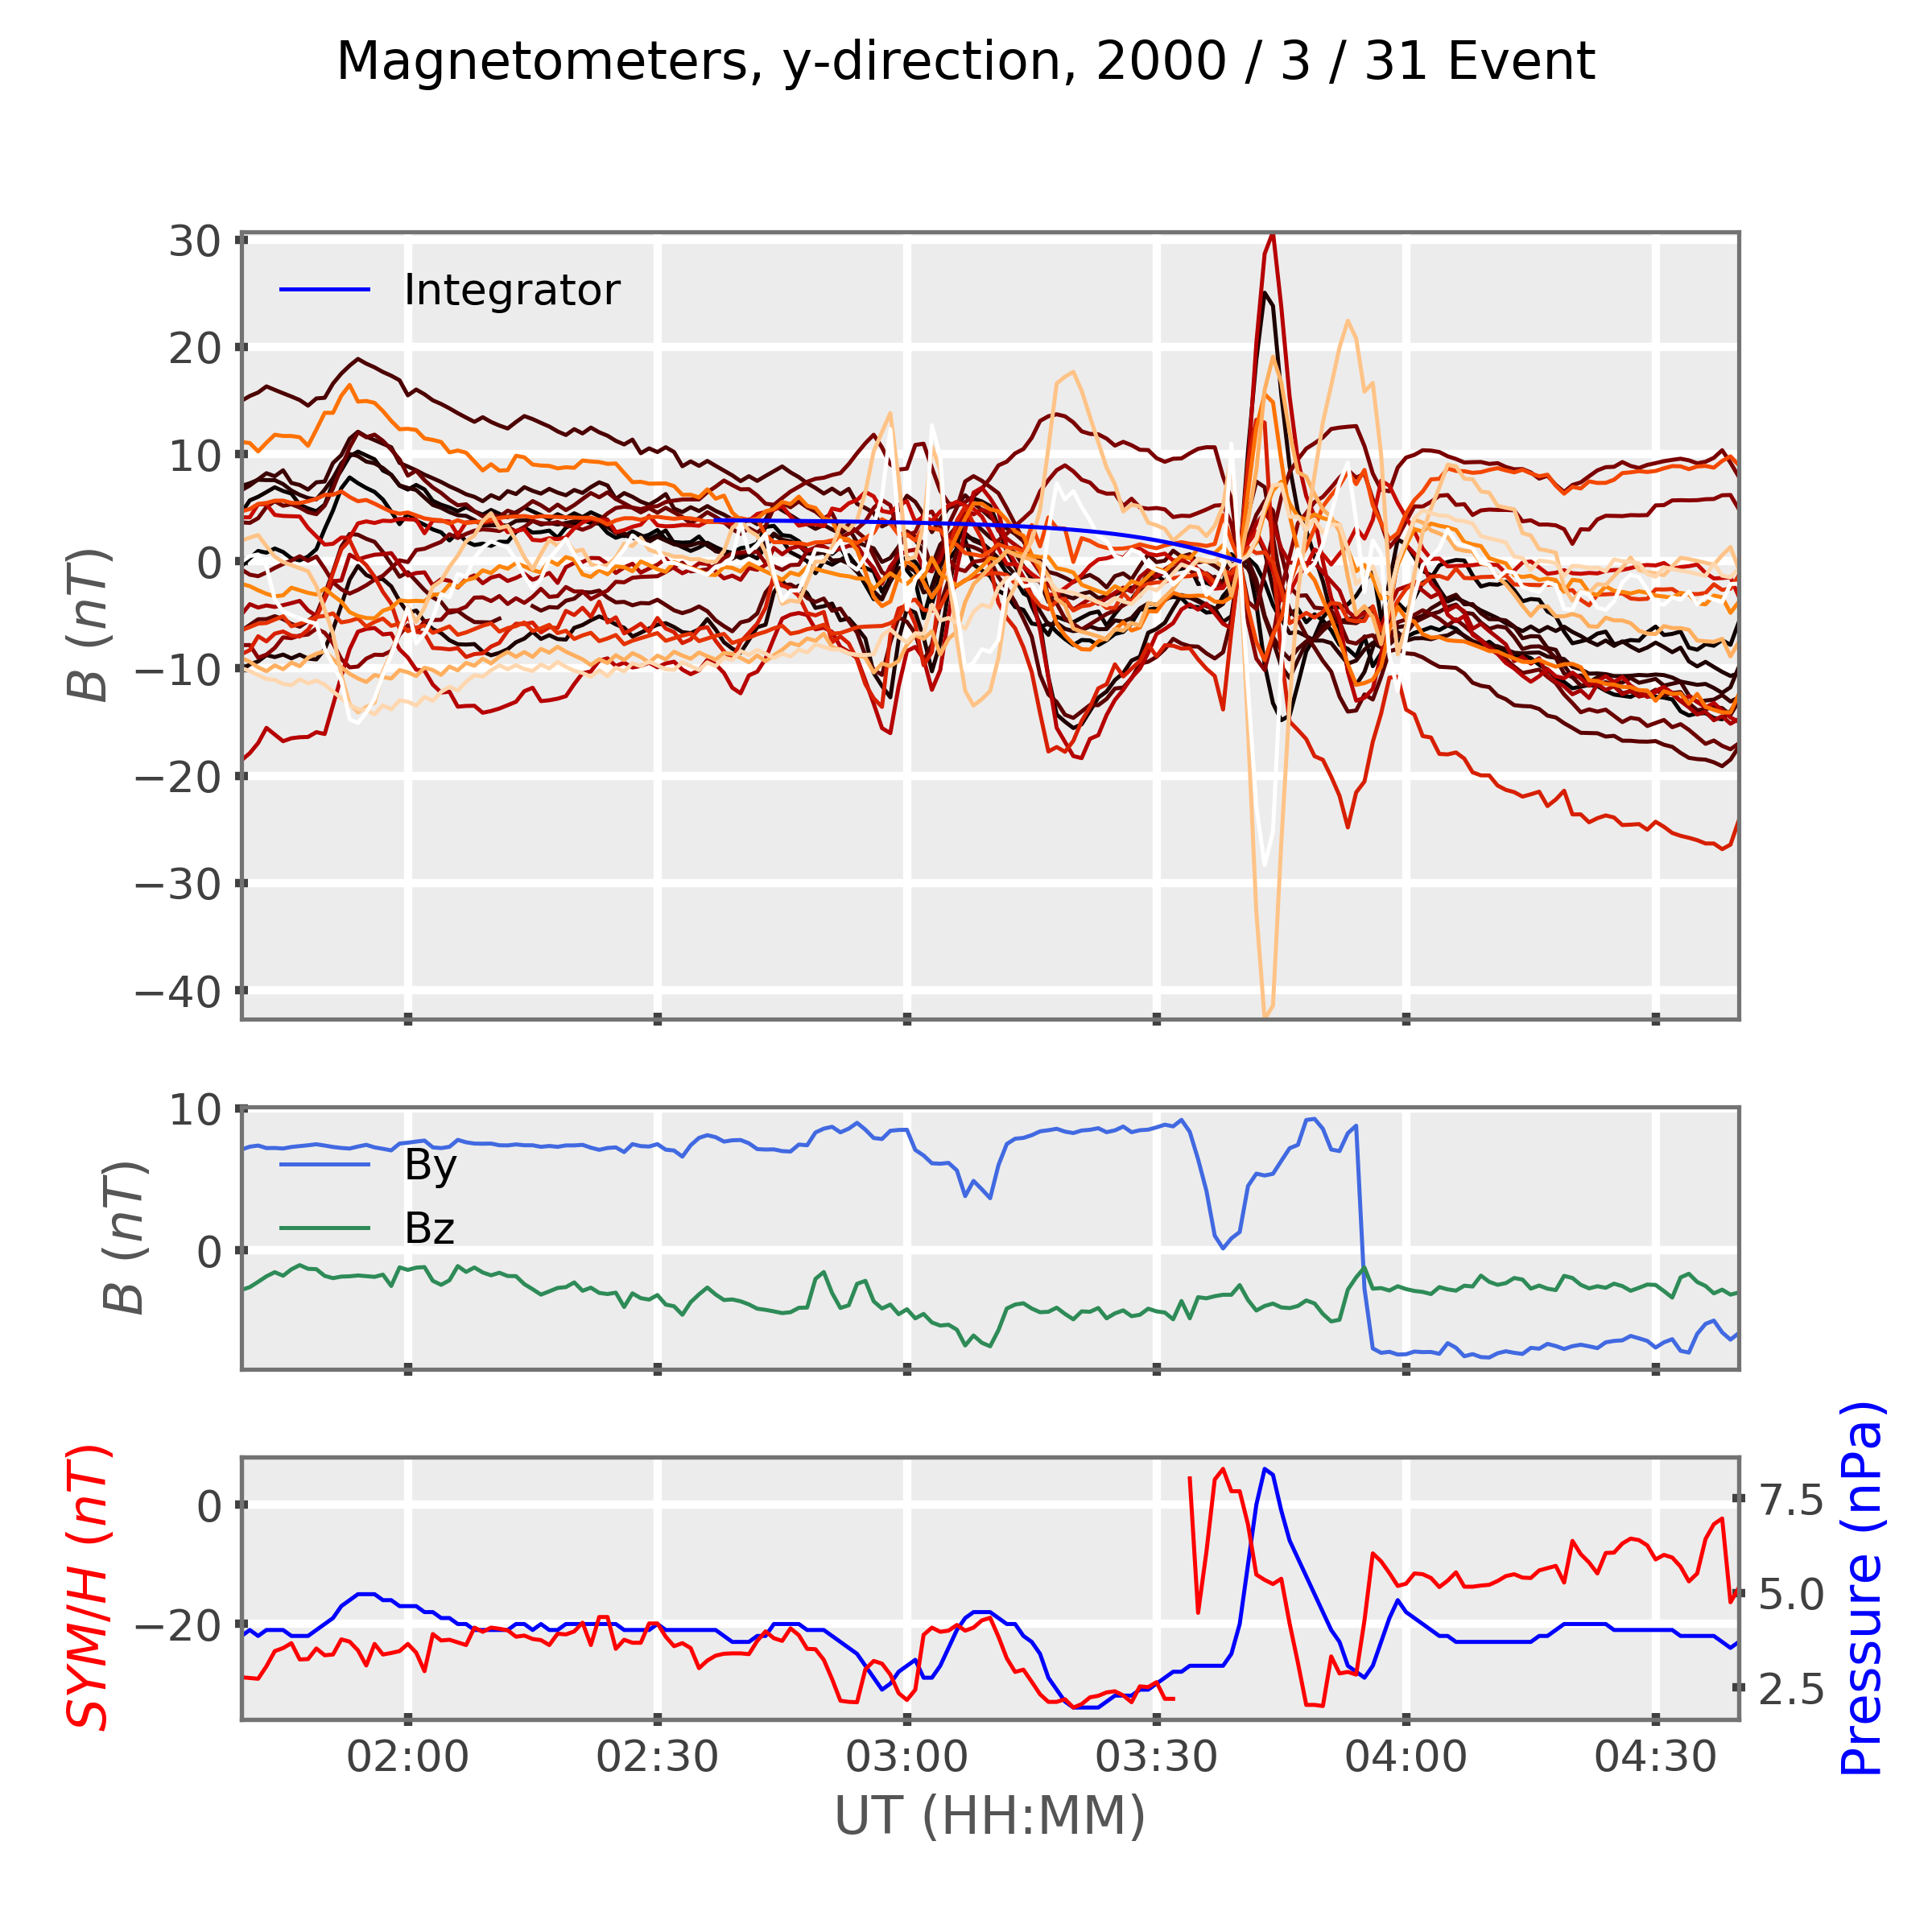 Magnetometers, y-direction, 2000 / 3 / 31 Event
30
20
10
0
−10
−20
−30
−40
B (nT)
Integrator
10
0
B (nT)
By
Bz
0
−20
SYM/H (nT)
7.5
5.0
2.5
Pressure (nPa)
02:00 02:30 03:00 03:30 04:00 04:30
UT (HH:MM)